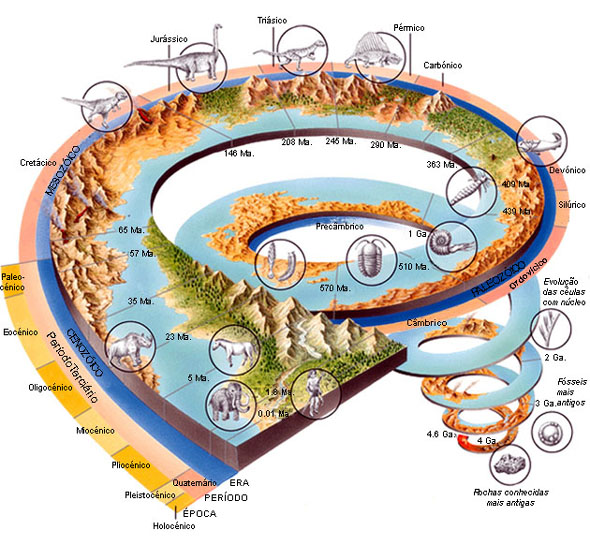 Triásico
Pérmico
Jurássico
Carbónico
Cretácico
MESOZÓICO
146 Ma.
208 Ma.
245 Ma.
290 Ma.
363 Ma.
409 Ma.
439 Ma.
Devónico
Silúrico
Ordovícico
PALEOZÓICO
Câmbrico
Precâmbrico
1 Ga.
510 Ma.
570 Ma.
65 Ma.
57 Ma.
35 Ma.
23 Ma.
5 Ma.
1.6 Ma.
0.01 Ma.
Paleo-
cénico
Eocénico
Oligocénico
Miocénico
Pliocénico
Pleistocénico
Holocénico
CENOZÓICO
Período Terciário
Quaternário
ERA
PERÍODO
ÉPOCA
Evolução
das células
com núcleo
2 Ga.
Fósseis
mais
antigos
3 Ga.
4 Ga.
4.6 Ga.
Rochas conhecidas
mais antigas